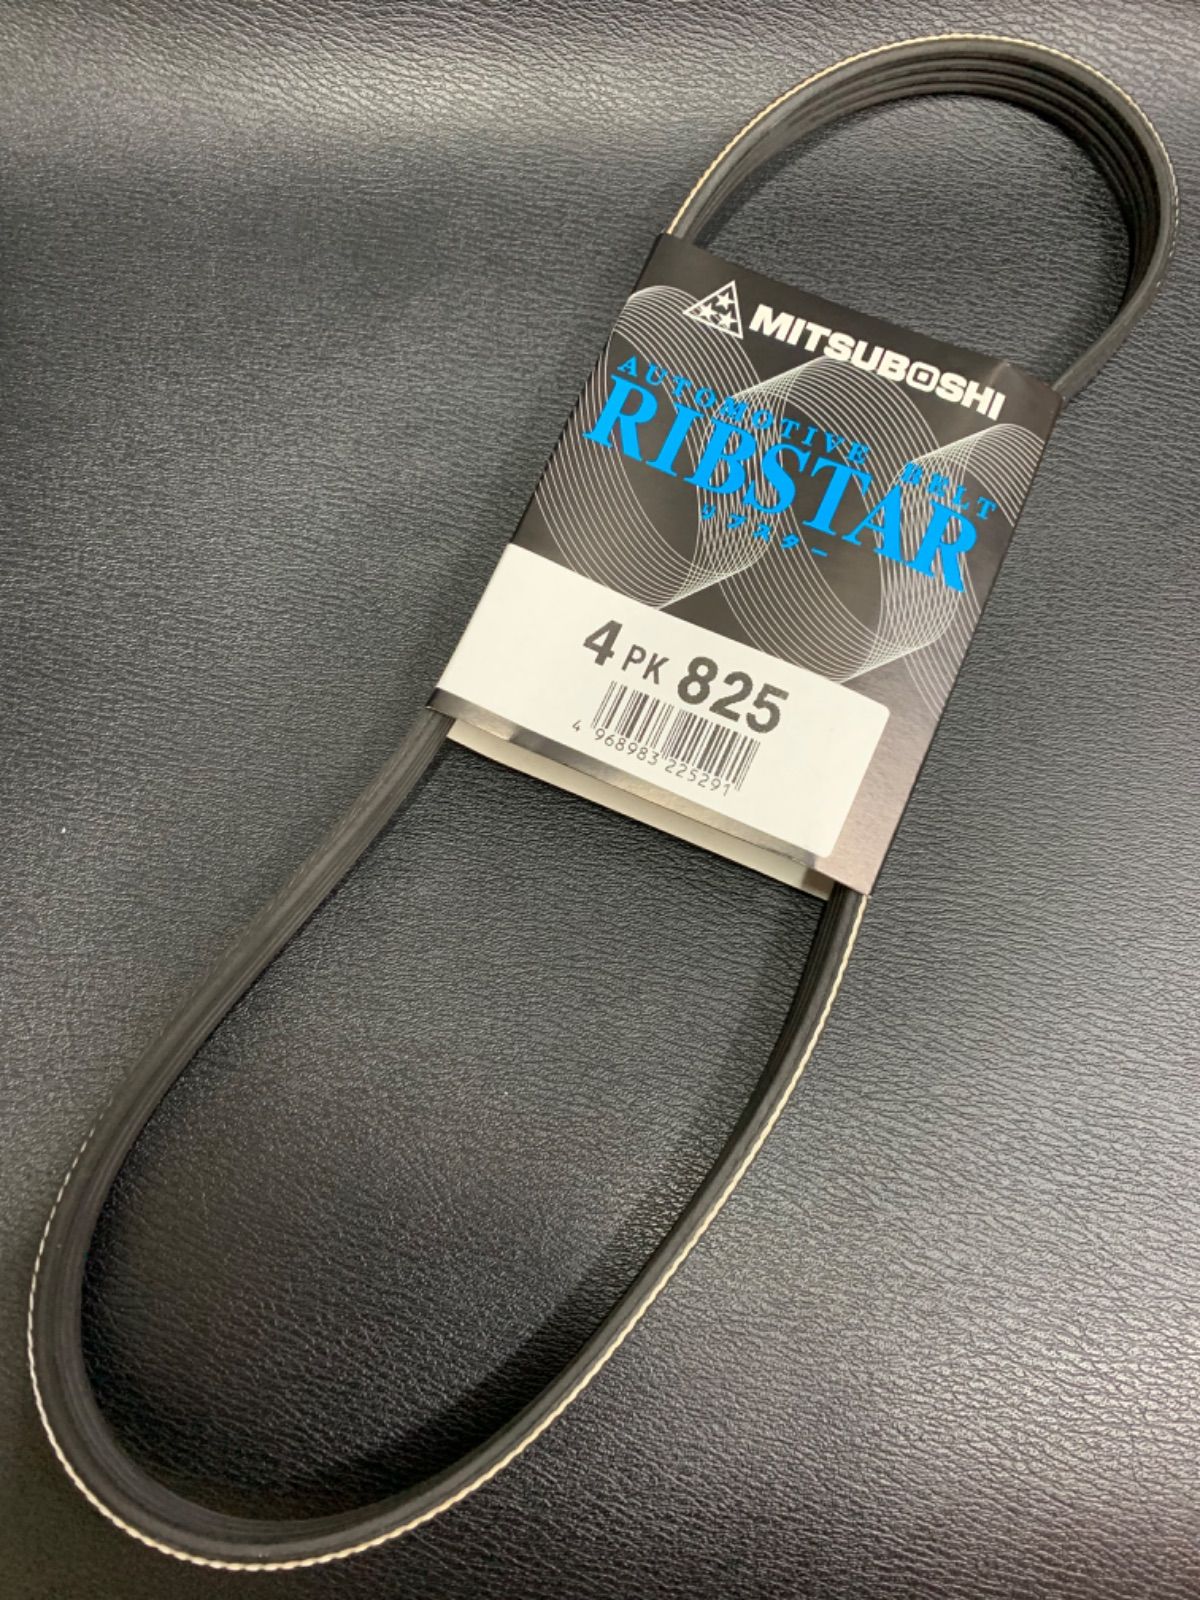 MITSUBOSHI
AUTOMOTIVE BELT
RIBSTAR
リブスター
4 PK 825
4 968983 225291